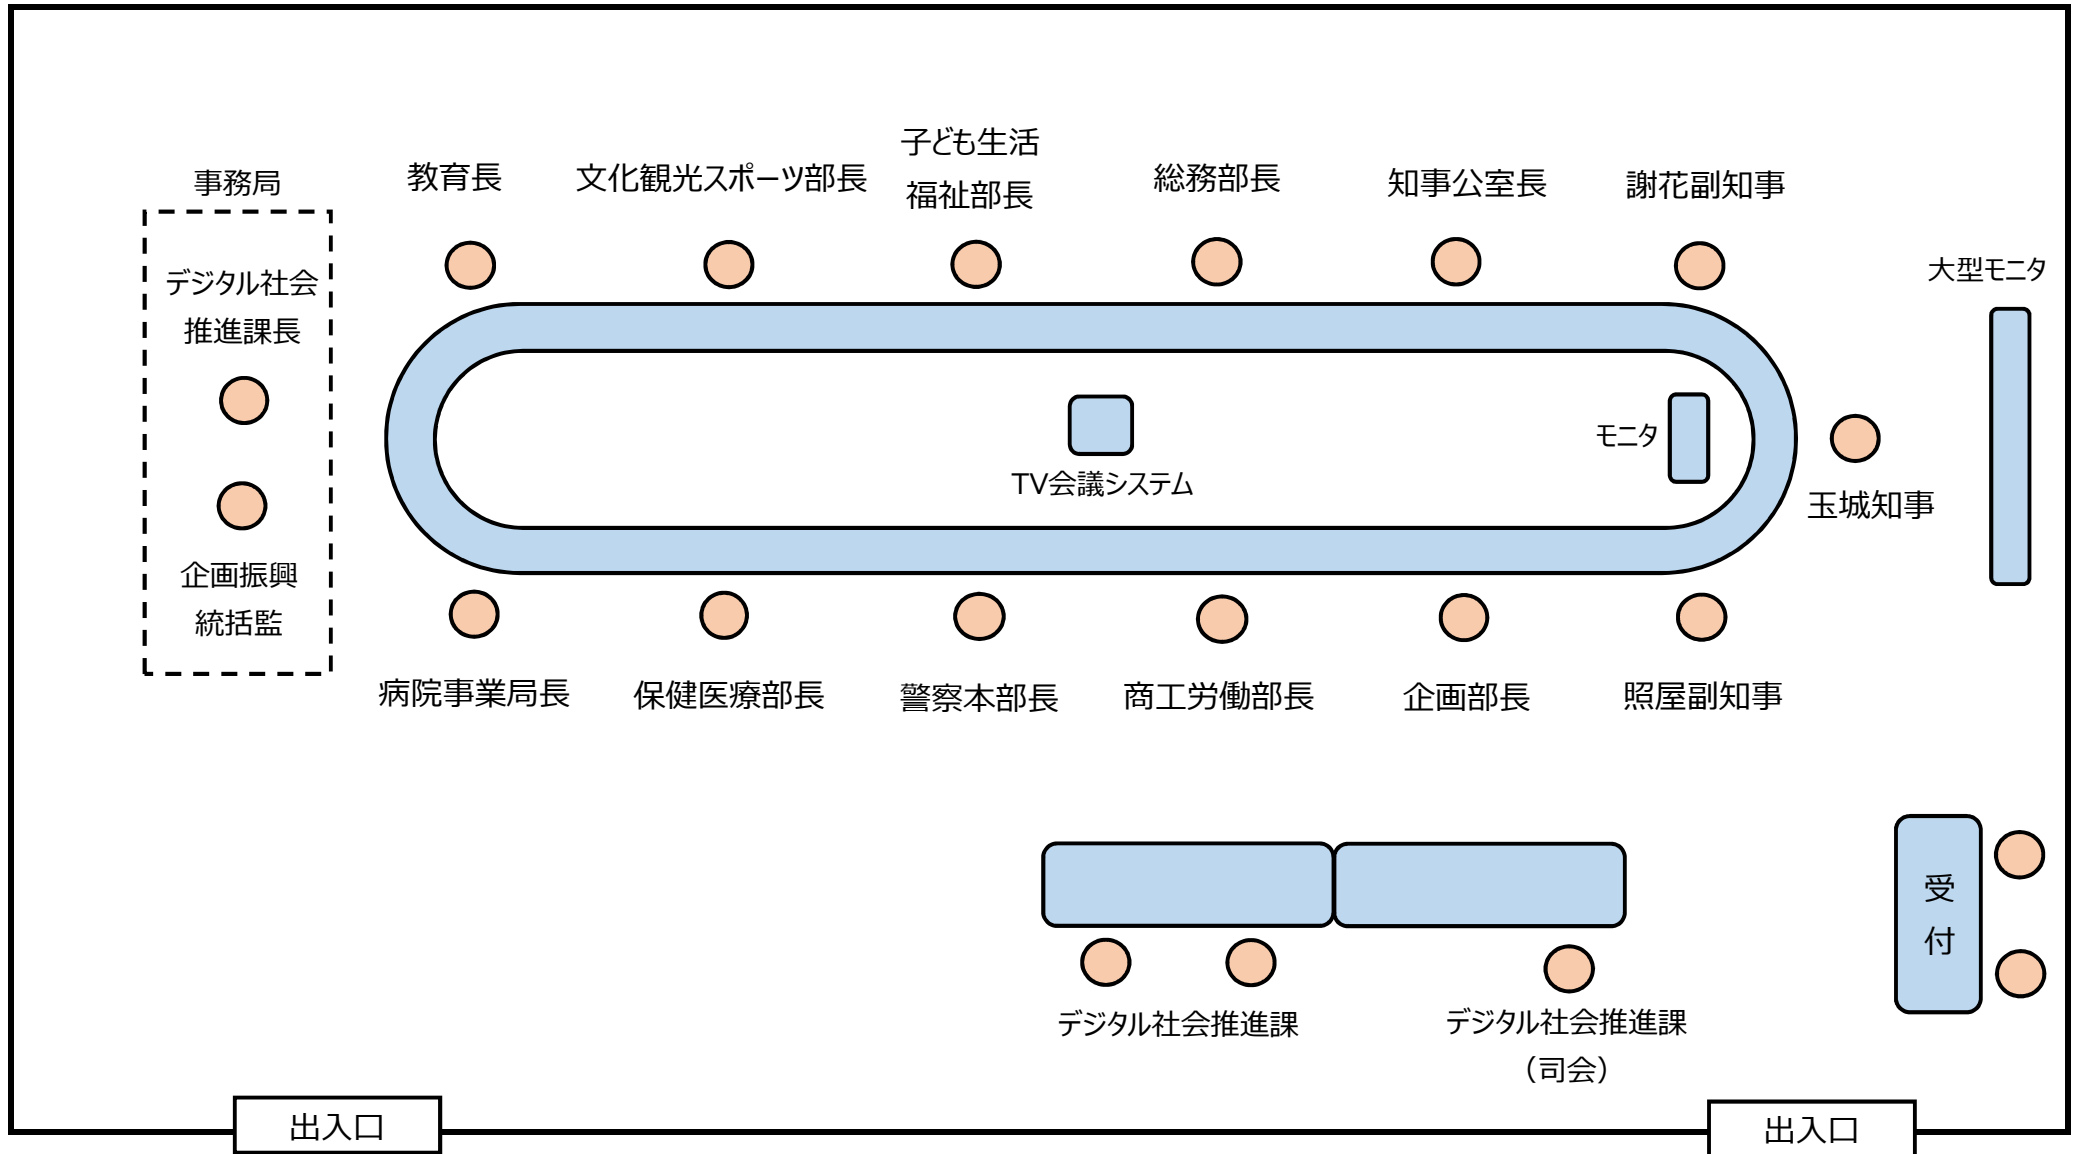 事務局
教育長
文化観光スポーツ部長
子ども生活
福祉部長
総務部長
知事公室長
謝花副知事
大型モニタ
デジタル社会
推進課長
企画振興
統括監
TV会議システム
モニタ
玉城知事
病院事業局長
保健医療部長
警察本部長
商工労働部長
企画部長
照屋副知事
受
付
デジタル社会推進課
デジタル社会推進課
（司会）
出入口
出入口